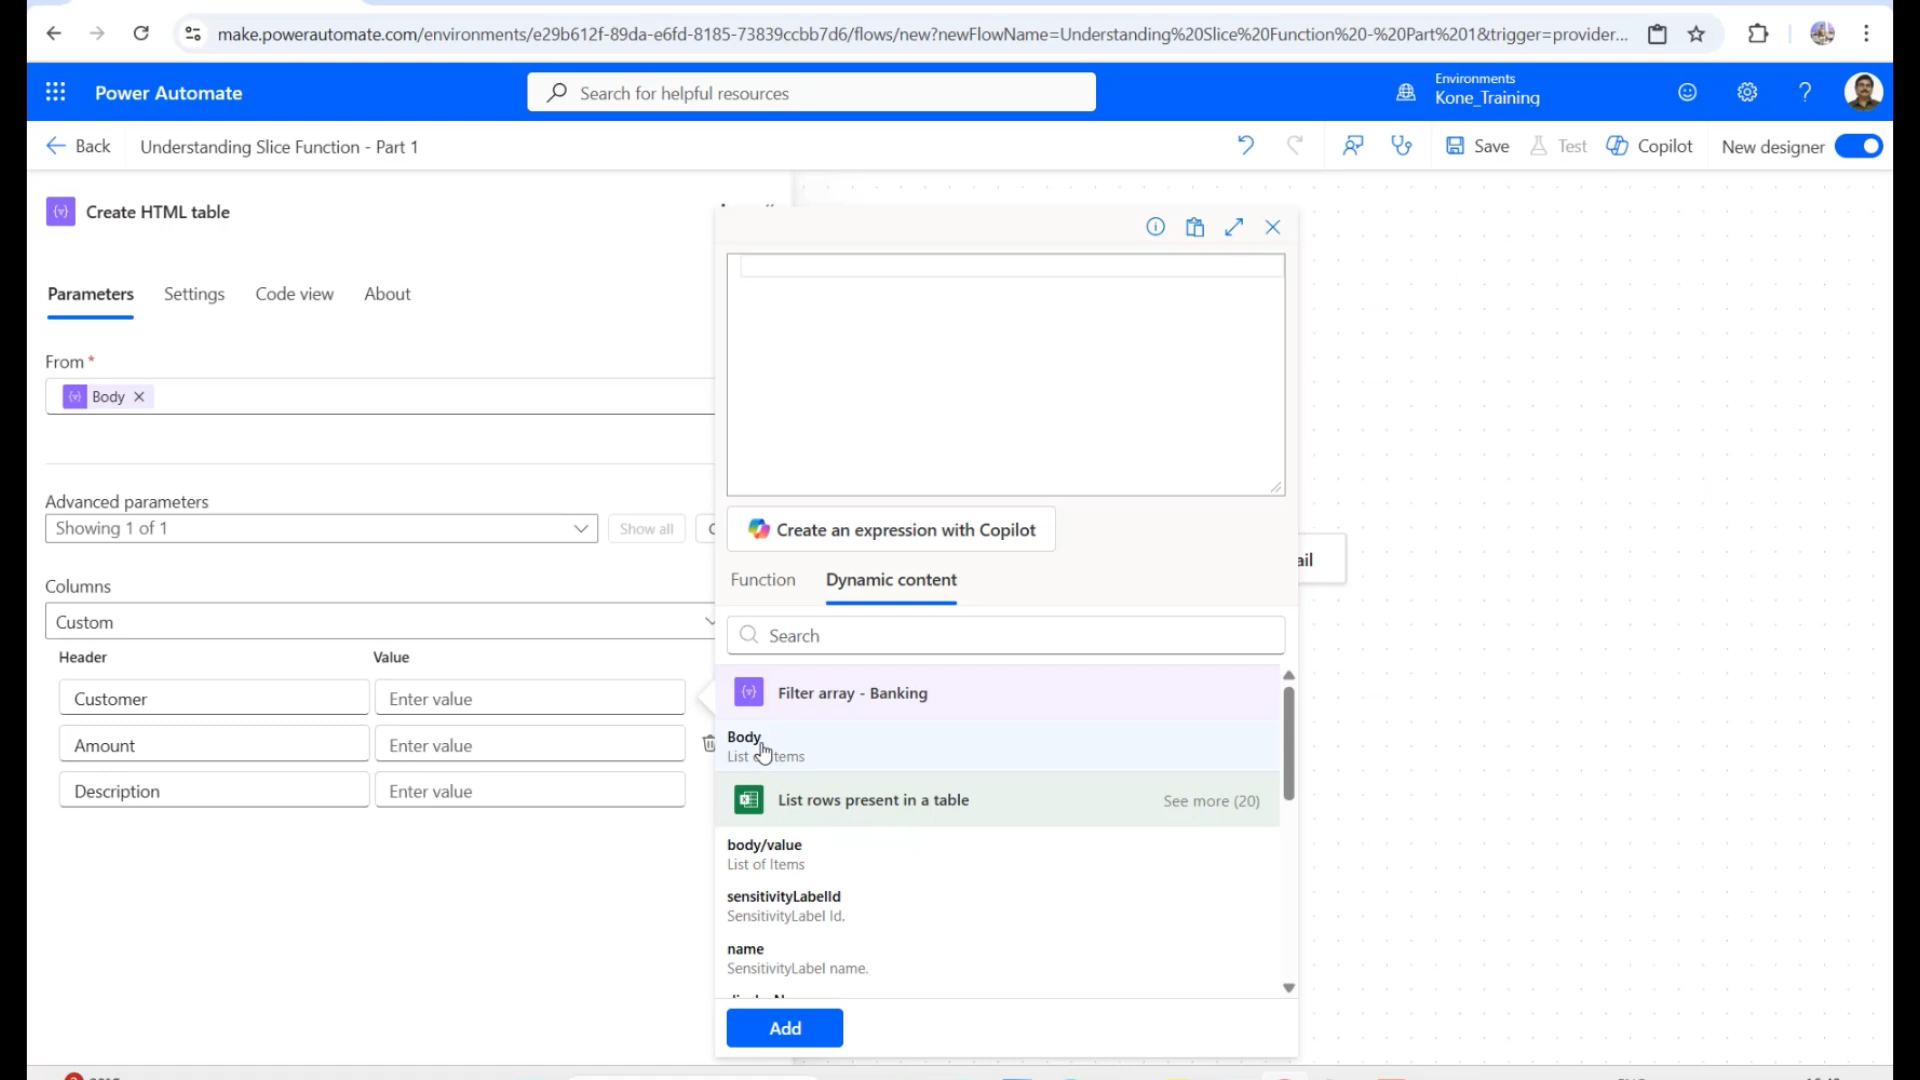 make.powerautomate.com/environments/e29b612f-89da-e6fd-8185-73839ccbb7d6/flows/new?newFlowName=Understanding%20Slice%20Function%20-%20Part%201&trigger=provider...
Power Automate
Search for helpful resources
Environments
Kone_Training
Back
Understanding Slice Function - Part 1
Save
Test
Copilot
New designer
Create HTML table
Parameters
Settings
Code view
About
From *
Body
Advanced parameters
Showing 1 of 1
Show all
Columns
Custom
Header
Value
Customer
Enter value
Amount
Enter value
Description
Enter value
Create an expression with Copilot
Function
Dynamic content
Search
Filter array - Banking
Body
List of Items
List rows present in a table
See more (20)
body/value
List of Items
sensitivityLabelId
SensitivityLabel Id.
name
SensitivityLabel name.
Add
ail